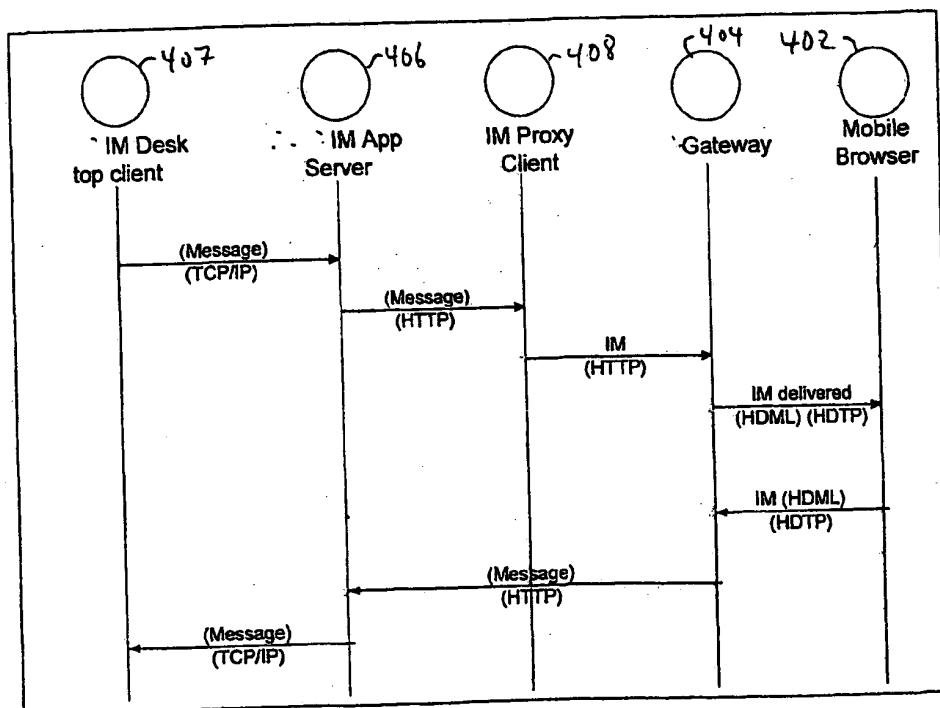 407
406
408
404
402
IM Desk
top client
IM App
Server
IM Proxy
Client
Gateway
Mobile
Browser
(Message)
(TCP/IP)
(Message)
(HTTP)
IM
(HTTP)
IM delivered
(HDML) (HDTP)
IM (HDML)
(HDTP)
(Message)
(HTTP)
(Message)
(TCP/IP)